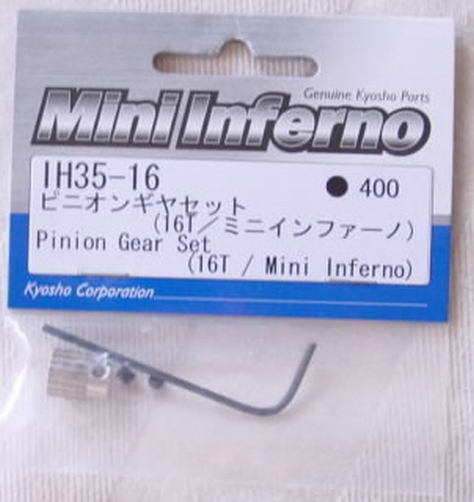 Genuine Kyosho Parts
Mini Inferno
IH35-16
● 400
ピニオンギヤセット
(16T/ミニインファーノ)
Pinion Gear Set
(16T / Mini Inferno)
Kyosho Corporation